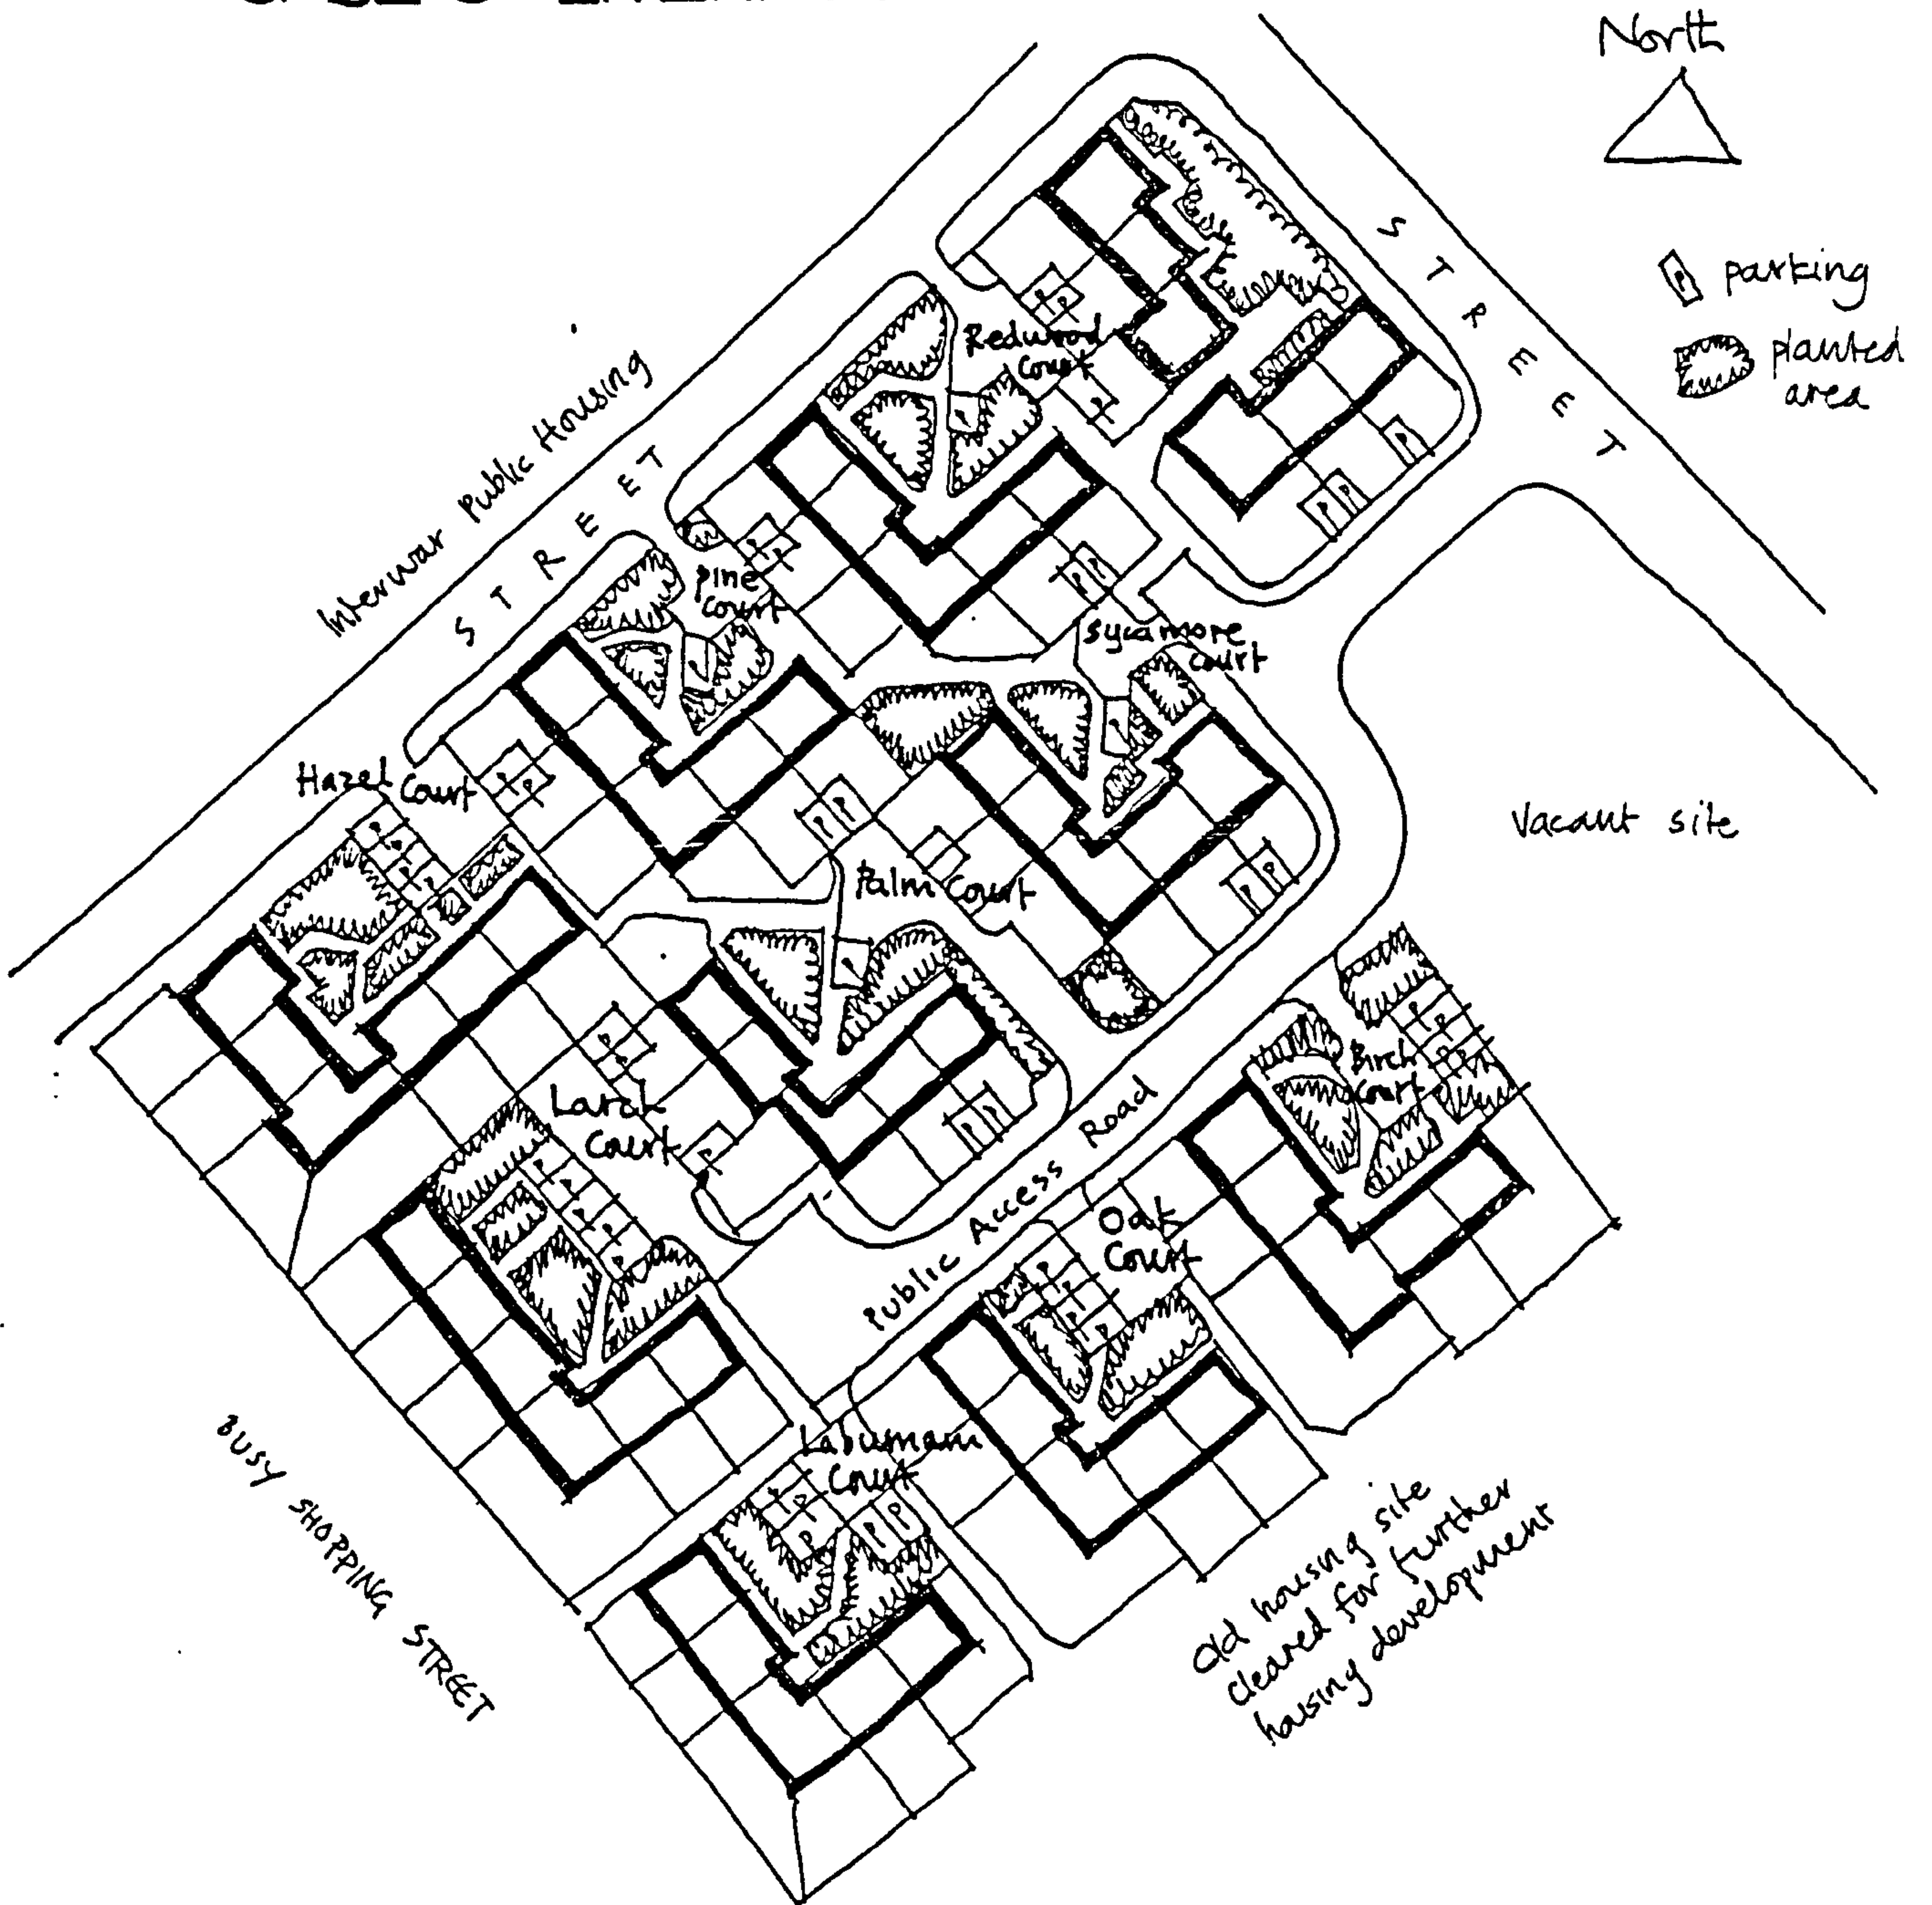 North
parking
planted
area
STREET
STREET
Interwar Public Housing
Redwood
Court
Pine
Court
Sycamore
Court
Hazel
Court
Palm Court
Vacant site
Larch
Court
Birch
Court
Public Access Road
Oak
Court
Laburnam
Court
BUSY SHOPPING STREET
Old housing site
cleared for further
housing development
P